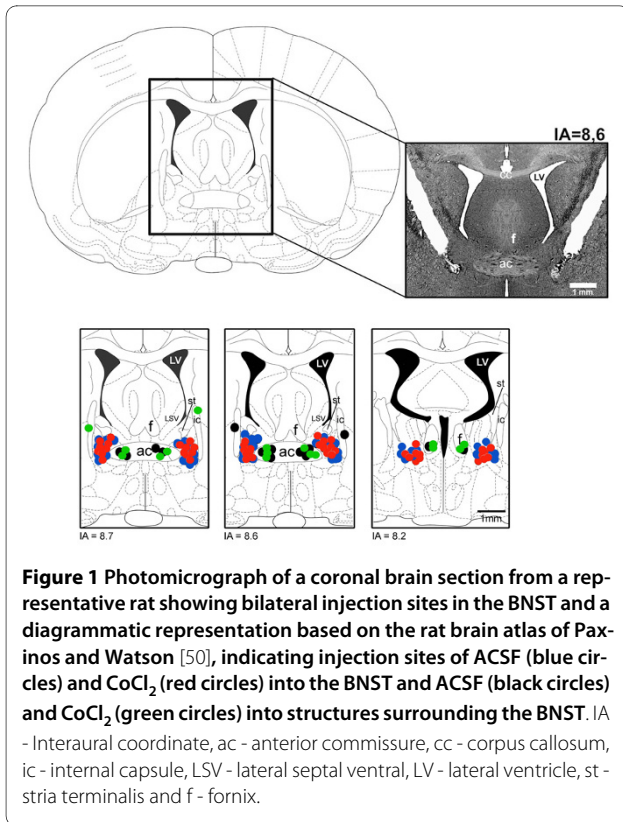 IA=8,6
cc
LV
f
ac
1 mm
LV
st
LSV
ic
f
ac
IA = 8.7
LV
st
LSV
ic
f
ac
IA = 8.6
LV
st
ic
f
1mm
IA = 8.2
Figure 1 Photomicrograph of a coronal brain section from a rep-
resentative rat showing bilateral injection sites in the BNST and a
diagrammatic representation based on the rat brain atlas of Pax-
inos and Watson [50], indicating injection sites of ACSF (blue cir-
cles) and CoCl₂ (red circles) into the BNST and ACSF (black circles)
and CoCl₂ (green circles) into structures surrounding the BNST. IA
- Interaural coordinate, ac - anterior commissure, cc - corpus callosum,
ic - internal capsule, LSV - lateral septal ventral, LV - lateral ventricle, st -
stria terminalis and f - fornix.